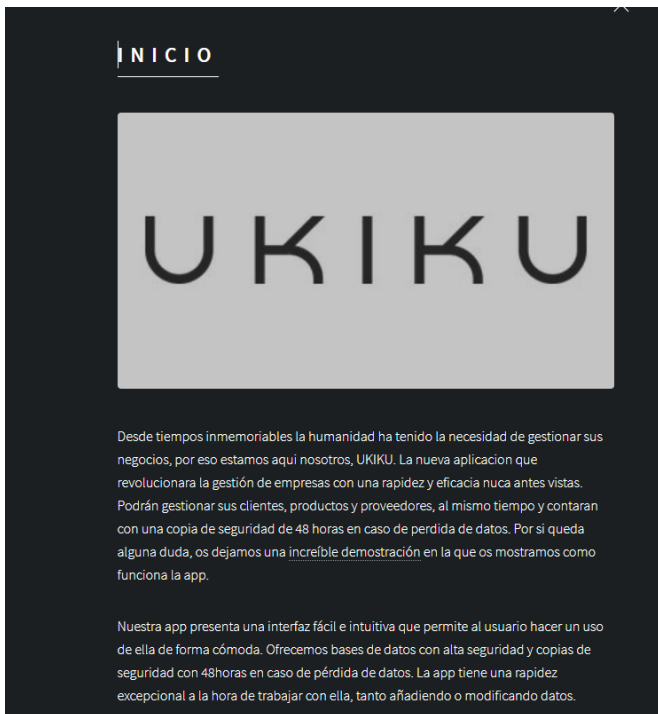 INICIO
UKIKU
Desde tiempos inmemoriables la humanidad ha tenido la necesidad de gestionar sus
negocios, por eso estamos aqui nosotros, UKIKU. La nueva aplicacion que
revolucionara la gestión de empresas con una rapidez y eficacia nuca antes vistas.
Podrán gestionar sus clientes, productos y proveedores, al mismo tiempo y contaran
con una copia de seguridad de 48 horas en caso de perdida de datos. Por si queda
alguna duda, os dejamos una increíble demostración en la que os mostramos como
funciona la app.
Nuestra app presenta una interfaz fácil e intuitiva que permite al usuario hacer un uso
de ella de forma cómoda. Ofrecemos bases de datos con alta seguridad y copias de
seguridad con 48horas en caso de pérdida de datos. La app tiene una rapidez
excepcional a la hora de trabajar con ella, tanto añadiendo o modificando datos.